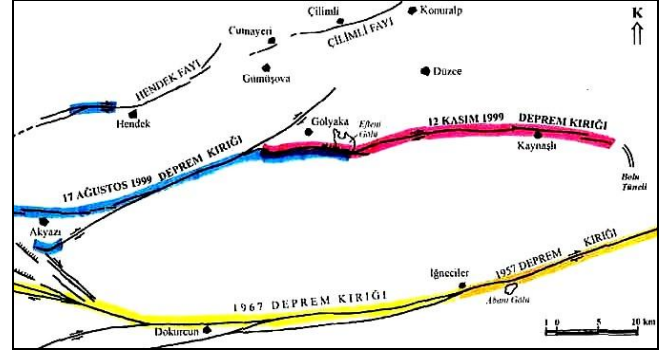 Çilimli
Konuralp
K
Cumayeri
ÇİLİMLİ FAYI
Gümüşova
Düzce
HENDEK FAYI
Hendek
Gölyaka
Efteni
Gölü
12 KASIM 1999 DEPREM KIRIĞI
Kaynaşlı
Bolu
Tüneli
17 AĞUSTOS 1999 DEPREM KIRIĞI
Akyazı
İğneciler
1957 DEPREM KIRIĞI
Abant Gölü
1967 DEPREM KIRIĞI
Dokurcun
1 0 5 10 km